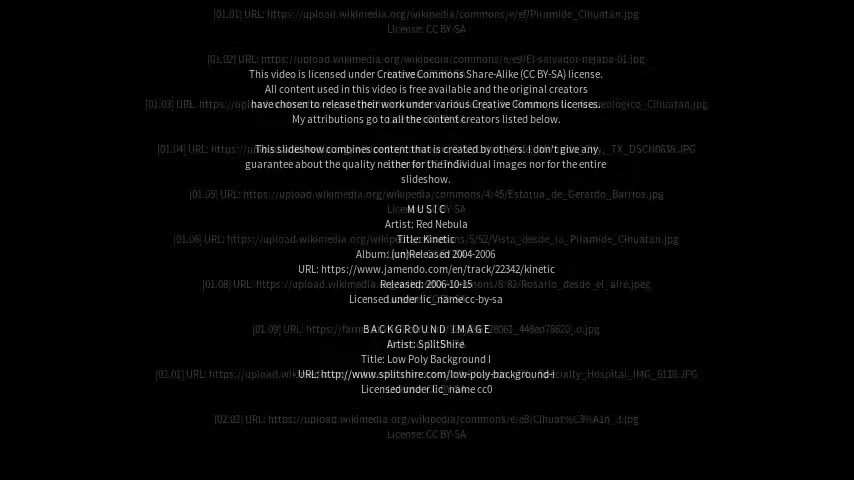 [01.01] URL: https://upload.wikimedia.org/wikipedia/commons/e/ef/Piramide_Cihuatan.jpg
License: CC BY-SA
[01.02] URL: https://upload.wikimedia.org/wikipedia/commons/e/e9/El-salvador-nejapa-01.jpg
This video is licensed under Creative Commons Share-Alike (CC BY-SA) license.
All content used in this video is free available and the original creators
have chosen to release their work under various Creative Commons licenses.
My attributions go to all the content creators listed below.
This slideshow combines content that is created by others. I don't give any
guarantee about the quality neither for the individual images nor for the entire
slideshow.
[01.05] URL: https://upload.wikimedia.org/wikipedia/commons/4/45/Estatua_de_Gerardo_Barrios.jpg
MUSIC
Artist: Red Nebula
Title: Kinetic
Album: (un)Released 2004-2006
URL: https://www.jamendo.com/en/track/22342/kinetic
Released: 2006-10-15
Licensed under lic_name cc-by-sa
BACKGROUND IMAGE
Artist: SplitShire
Title: Low Poly Background I
URL: http://www.splitshire.com/low-poly-background-i
Licensed under lic_name cc0
[02.02] URL: https://upload.wikimedia.org/wikipedia/commons/e/e8/Cihuat%C3%A1n_3.jpg
License: CC BY-SA